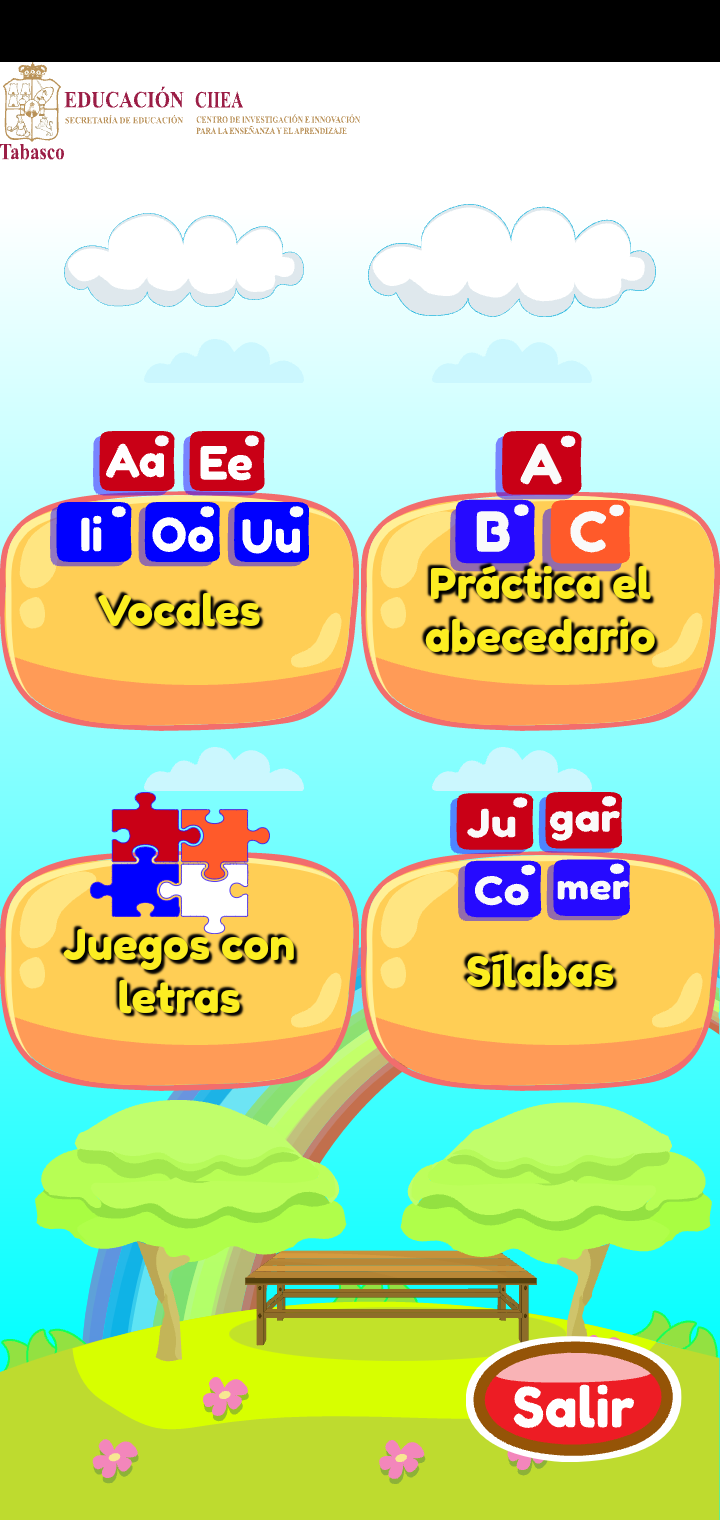 EDUCACIÓN CIIEA
SECRETARÍA DE EDUCACIÓN
CENTRO DE INVESTIGACIÓN E INNOVACIÓN
PARA LA ENSEÑANZA Y EL APRENDIZAJE
Tabasco
Aa Ee
Ii Oo Uu
Vocales
A
B C
Práctica el
abecedario
Juegos con
letras
Ju gar
Co mer
Sílabas
Salir